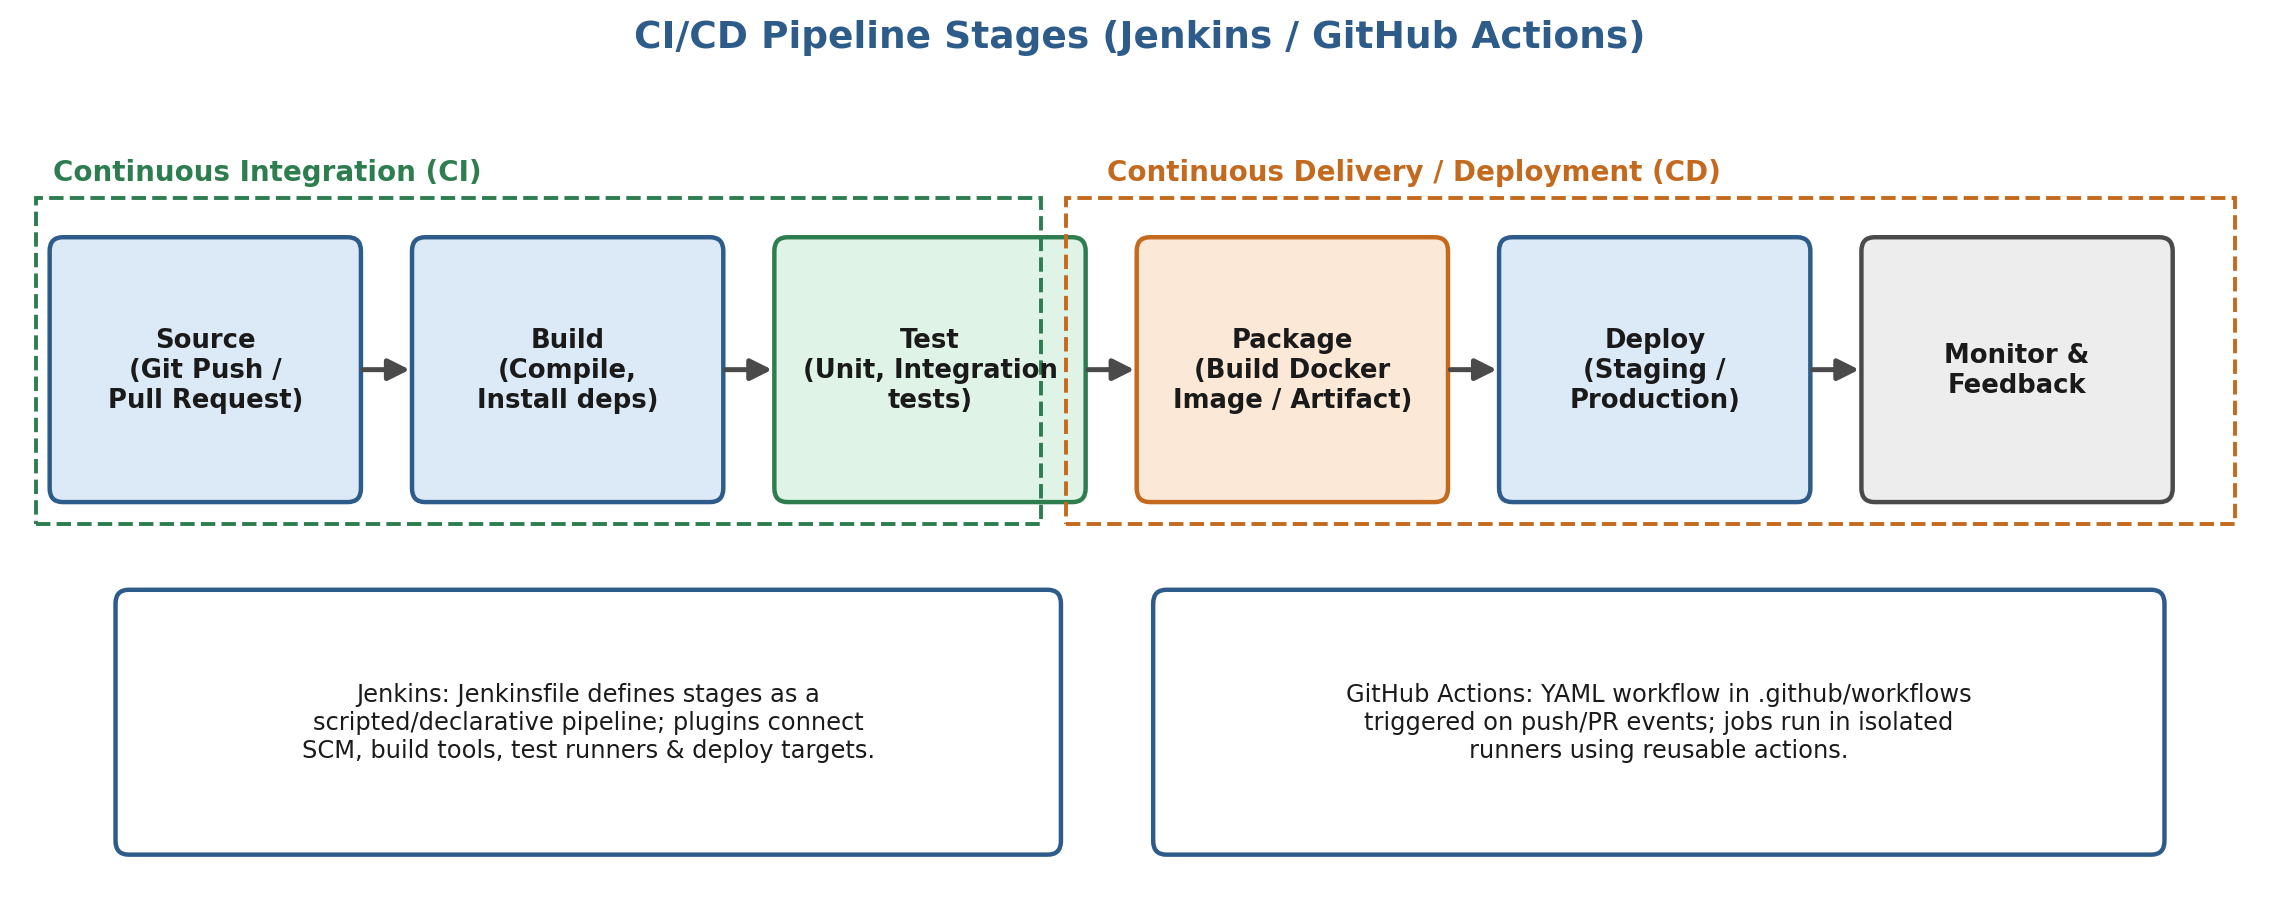 CI/CD Pipeline Stages (Jenkins / GitHub Actions)
Continuous Integration (CI)
Continuous Delivery / Deployment (CD)
Source
(Git Push /
Pull Request)
Build
(Compile,
Install deps)
Test
(Unit, Integration
tests)
Package
(Build Docker
Image / Artifact)
Deploy
(Staging /
Production)
Monitor &
Feedback
Jenkins: Jenkinsfile defines stages as a
scripted/declarative pipeline; plugins connect
SCM, build tools, test runners & deploy targets.
GitHub Actions: YAML workflow in .github/workflows
triggered on push/PR events; jobs run in isolated
runners using reusable actions.